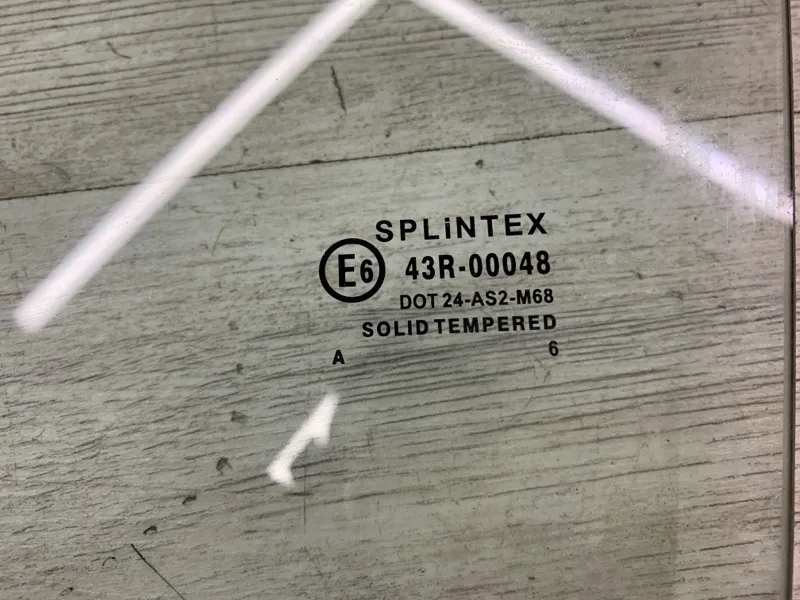 SPLiNTEX
E6 43R-00048
DOT 24-AS2-M68
SOLID TEMPERED
A 6